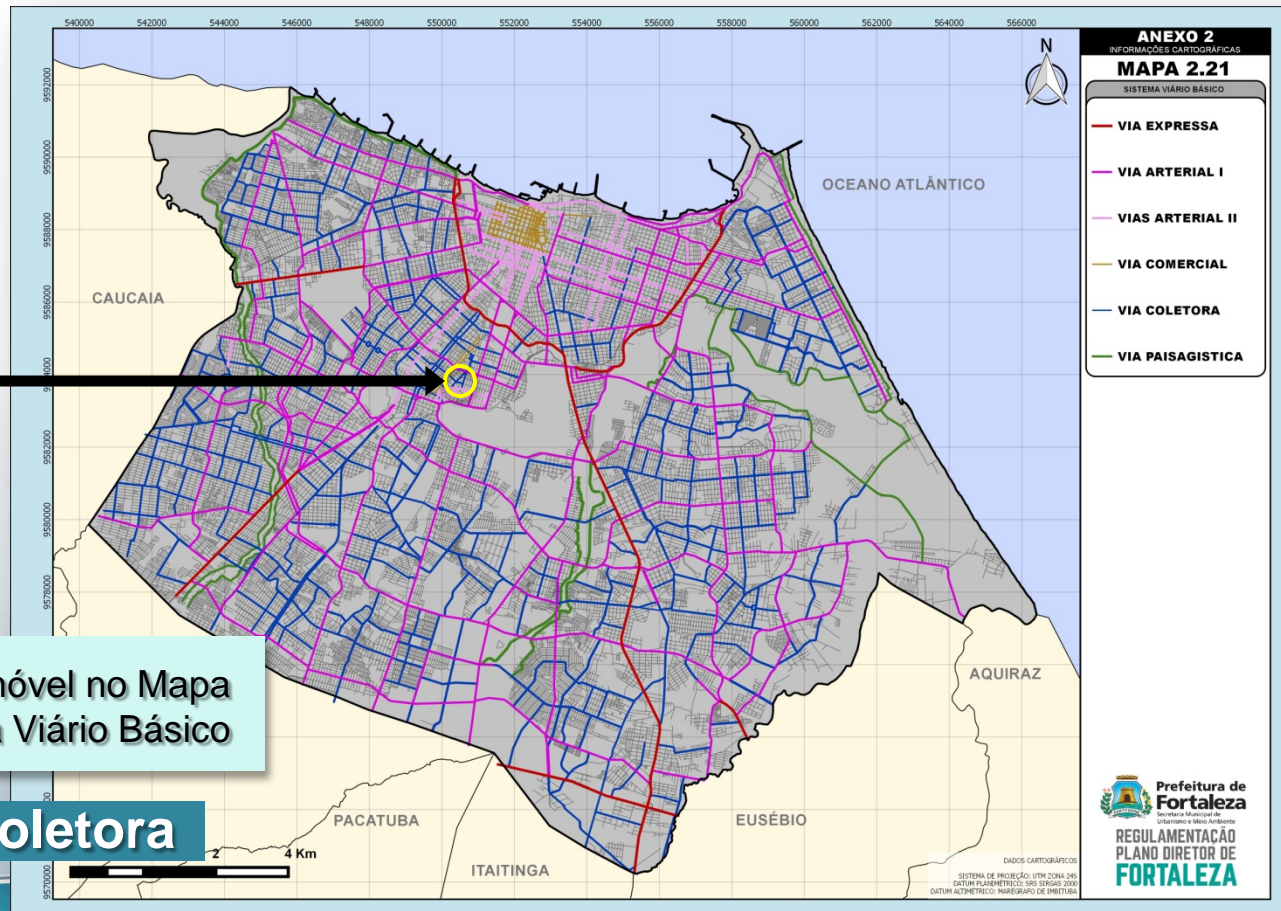 540000 542000 544000 546000 548000 550000 552000 554000 556000 558000 560000 562000 564000 566000
ANEXO 2
INFORMAÇÕES CARTOGRÁFICAS
MAPA 2.21
SISTEMA VIÁRIO BÁSICO
VIA EXPRESSA
VIA ARTERIAL I
VIAS ARTERIAL II
VIA COMERCIAL
VIA COLETORA
VIA PAISAGISTICA
N
9592000
9590000
9588000
9586000
9582000
9580000
9578000
9570000
OCEANO ATLÂNTICO
CAUCAIA
AQUIRAZ
PACATUBA
EUSÉBIO
ITAITINGA
nóvel no Mapa
a Viário Básico
oletora
2 4 Km
DADOS CARTOGRÁFICOS
SISTEMA DE PROJEÇÃO: UTM ZONA 24S
DATUM PLANIMÉTRICO: SRS SIRGAS 2000
DATUM ALTIMÉTRICO: MARÉGRAFO DE IMBITUBA
Prefeitura de
Fortaleza
Secretaria Municipal de
Urbanismo e Meio Ambiente
REGULAMENTAÇÃO
PLANO DIRETOR DE
FORTALEZA